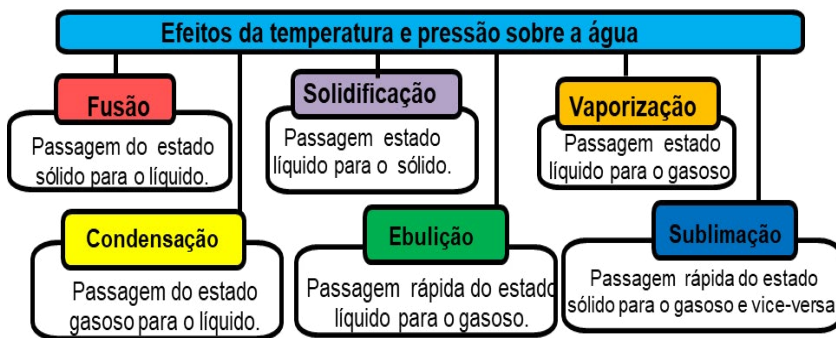 Efeitos da temperatura e pressão sobre a água
Fusão
Passagem do estado
sólido para o líquido.
Solidificação
Passagem estado
líquido para o sólido.
Vaporização
Passagem estado
líquido para o gasoso
Condensação
Passagem do estado
gasoso para o líquido.
Ebulição
Passagem rápida do estado
líquido para o gasoso.
Sublimação
Passagem rápida do estado
sólido para o gasoso e vice-versa